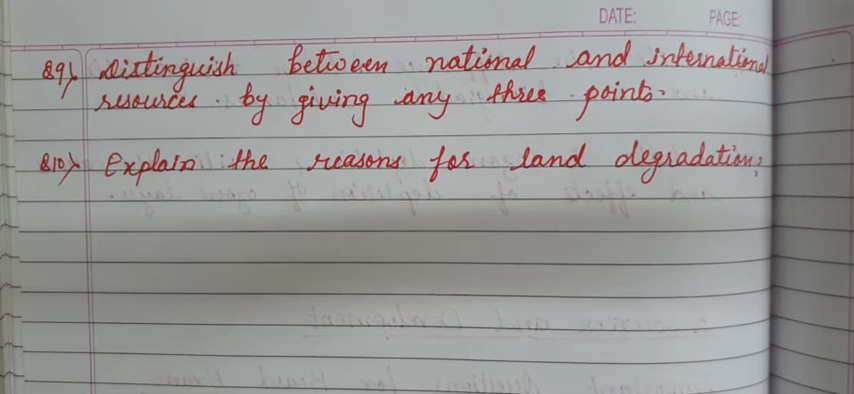 DATE: PAGE
Q9) Distinguish between national and international
resources. by giving any three points.
Q10) Explain the reasons for land degradation?